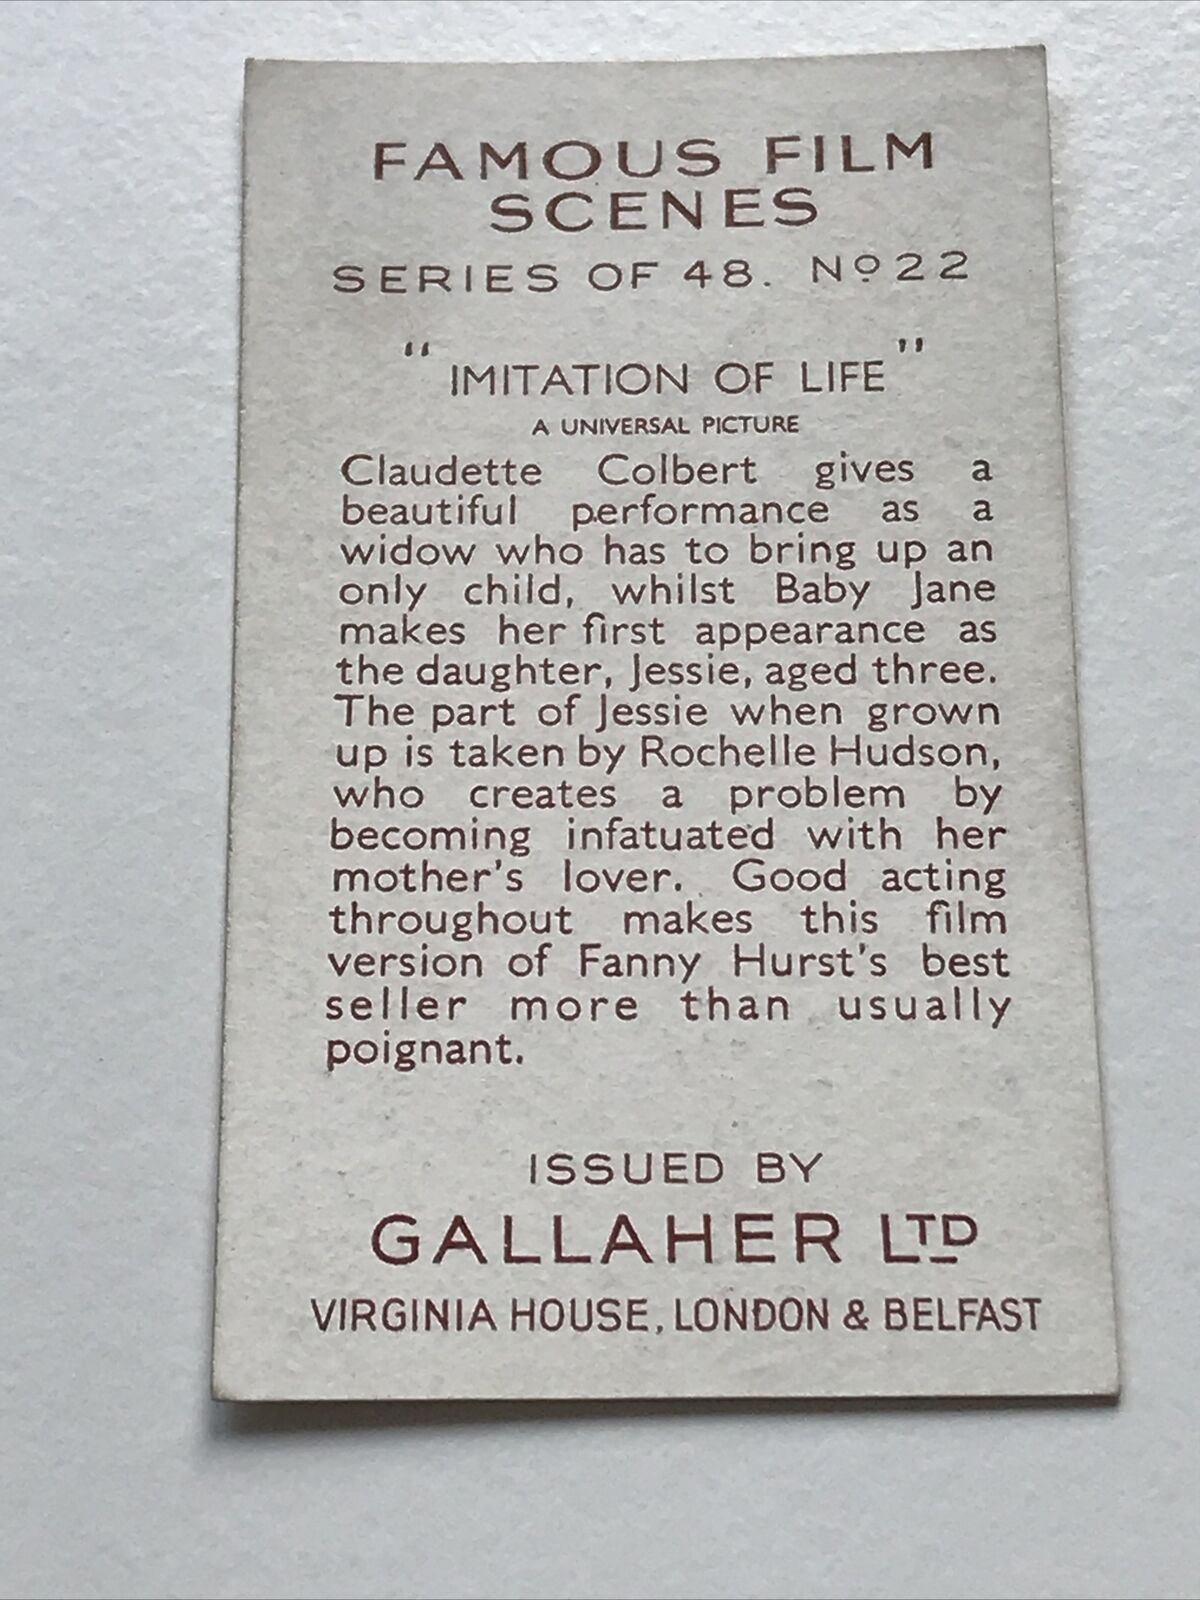 FAMOUS FILM
SCENES
SERIES OF 48. No 22
"IMITATION OF LIFE"
A UNIVERSAL PICTURE
Claudette Colbert gives a
beautiful performance as a
widow who has to bring up an
only child, whilst Baby Jane
makes her first appearance as
the daughter, Jessie, aged three.
The part of Jessie when grown
up is taken by Rochelle Hudson,
who creates a problem by
becoming infatuated with her
mother's lover. Good acting
throughout makes this film
version of Fanny Hurst's best
seller more than usually
poignant.
ISSUED BY
GALLAHER LTD
VIRGINIA HOUSE, LONDON & BELFAST